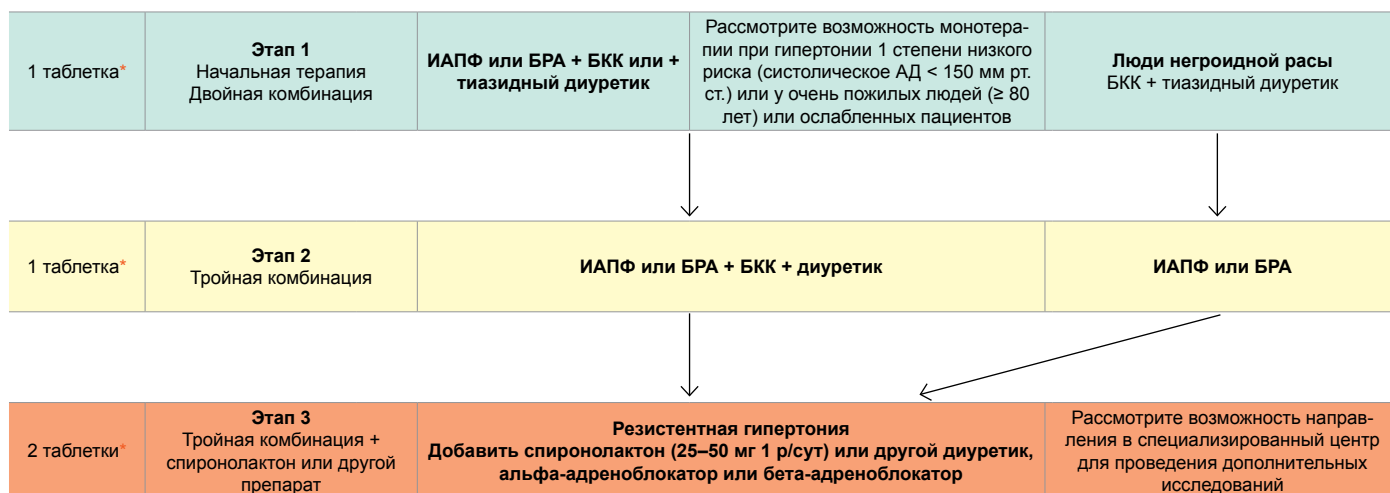 1 таблетка*
Этап 1
Начальная терапия
Двойная комбинация
ИАПФ или БРА + БКК или +
тиазидный диуретик
Рассмотрите возможность монотера-
пии при гипертонии 1 степени низкого
риска (систолическое АД < 150 мм рт.
ст.) или у очень пожилых людей (≥ 80
лет) или ослабленных пациентов
Люди негроидной расы
БКК + тиазидный диуретик
1 таблетка*
Этап 2
Тройная комбинация
ИАПФ или БРА + БКК + диуретик
ИАПФ или БРА
2 таблетки*
Этап 3
Тройная комбинация +
спиронолактон или другой
препарат
Резистентная гипертония
Добавить спиронолактон (25–50 мг 1 р/сут) или другой диуретик,
альфа-адреноблокатор или бета-адреноблокатор
Рассмотрите возможность направ-
ления в специализированный центр
для проведения дополнительных
исследований